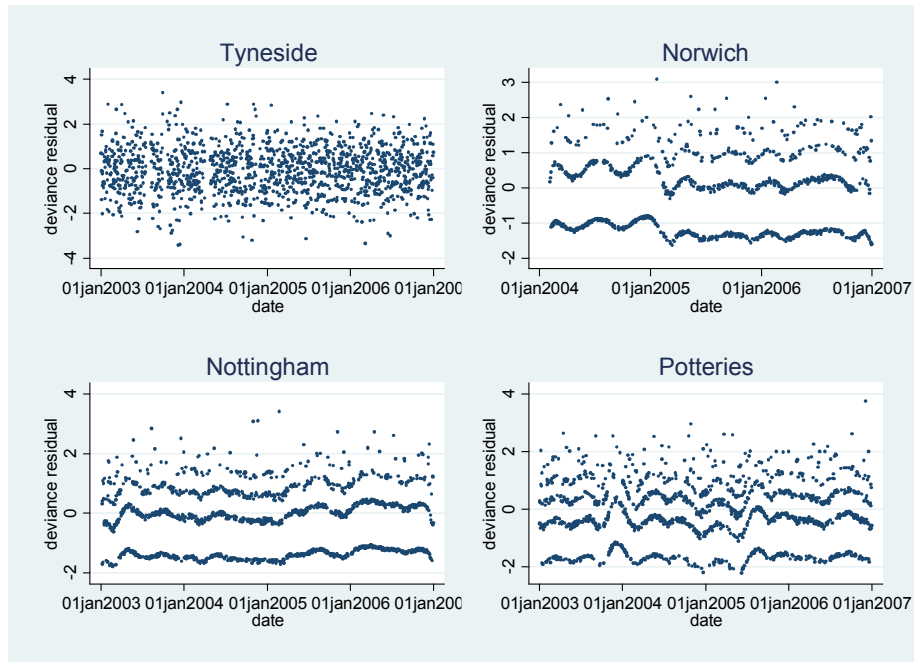 Tyneside
deviance residual
4
2
0
-2
-4
01jan2003 01jan2004 01jan2005 01jan2006 01jan200
date
Norwich
deviance residual
3
2
1
0
-1
-2
01jan2004 01jan2005 01jan2006 01jan2007
date
Nottingham
deviance residual
4
2
0
-2
01jan2003 01jan2004 01jan2005 01jan2006 01jan200
date
Potteries
deviance residual
4
2
0
-2
01jan2003 01jan2004 01jan2005 01jan2006 01jan2007
date